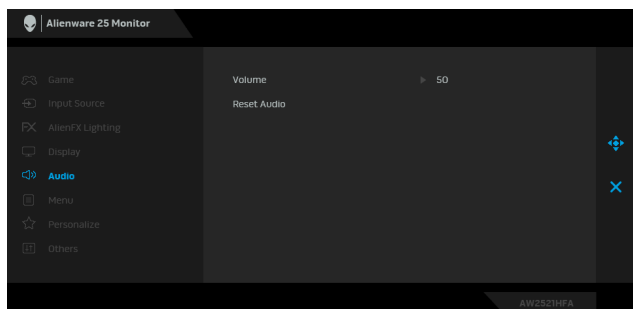 Alienware 25 Monitor
Game
Input Source
AlienFX Lighting
Display
Audio
Menu
Personalize
Others
Volume 50
Reset Audio
AW2521HFA